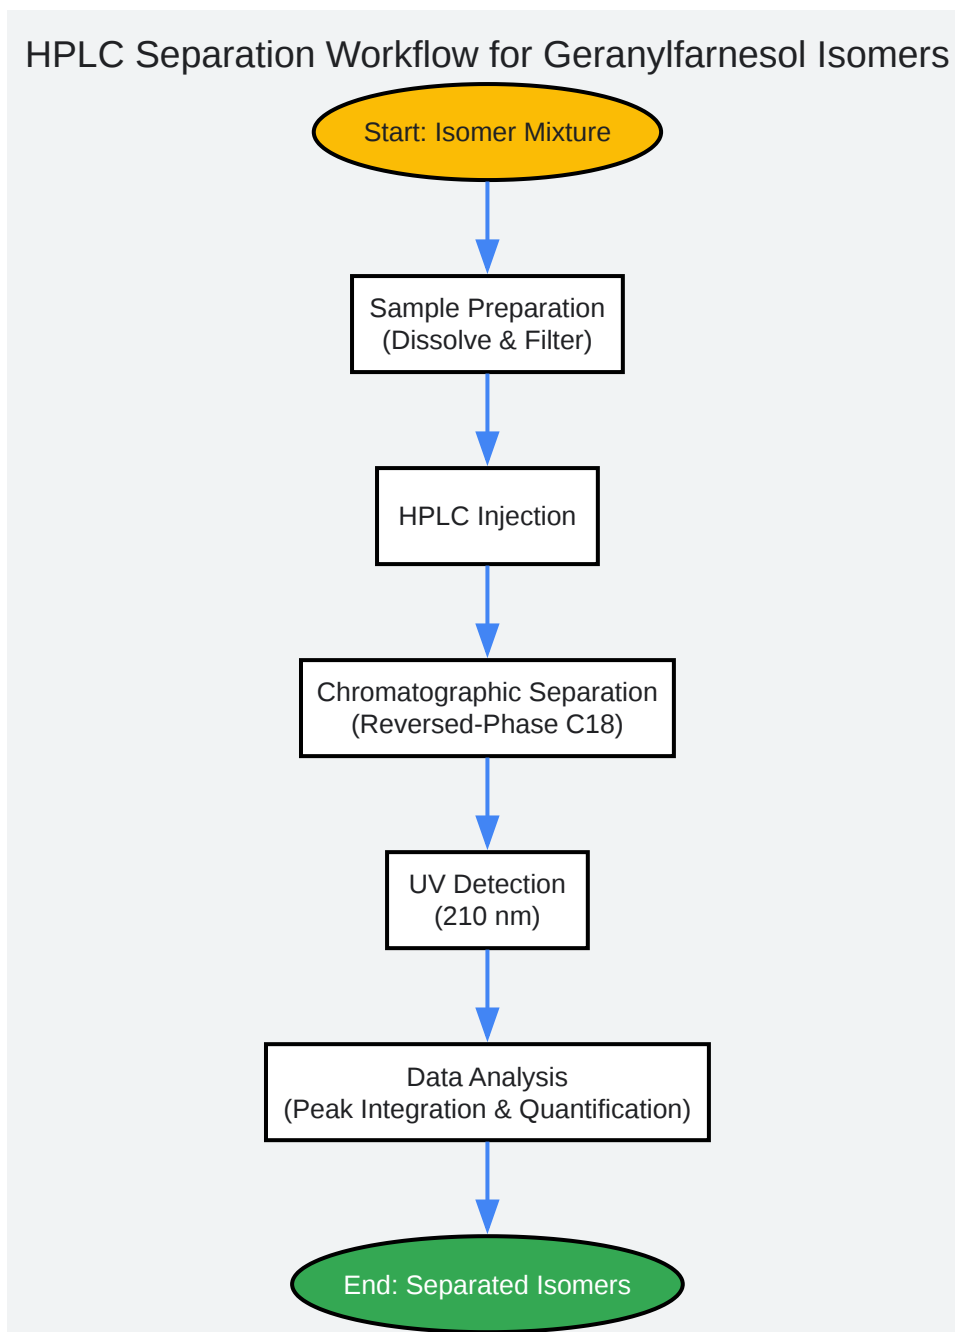 HPLC Separation Workflow for Geranylfarnesol Isomers
Start: Isomer Mixture
Sample Preparation
(Dissolve & Filter)
HPLC Injection
Chromatographic Separation
(Reversed-Phase C18)
UV Detection
(210 nm)
Data Analysis
(Peak Integration & Quantification)
End: Separated Isomers